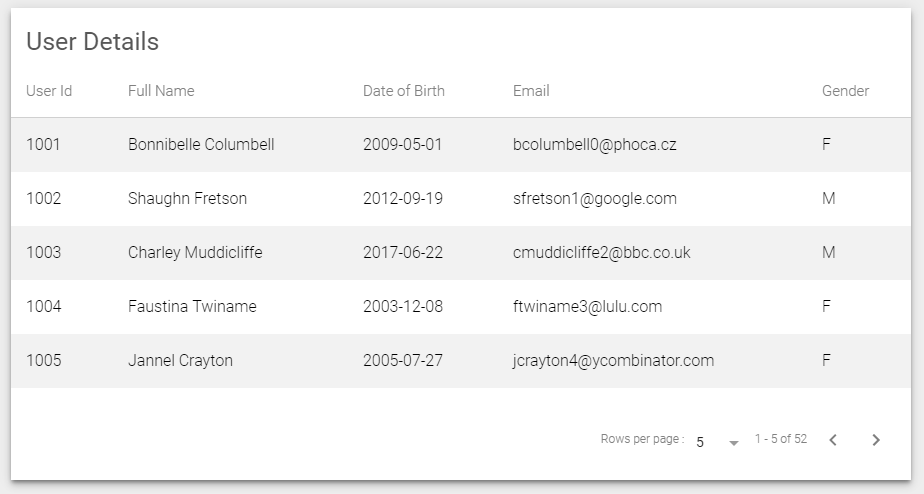 User Details
User Id Full Name Date of Birth Email Gender
1001 Bonnibelle Columbell 2009-05-01 bcolumbell0@phoca.cz F
1002 Shaughn Fretson 2012-09-19 sfretson1@google.com M
1003 Charley Muddicliffe 2017-06-22 cmuddicliffe2@bbc.co.uk M
1004 Faustina Twiname 2003-12-08 ftwiname3@lulu.com F
1005 Jannel Crayton 2005-07-27 jcrayton4@ycombinator.com F
Rows per page : 5 1 - 5 of 52